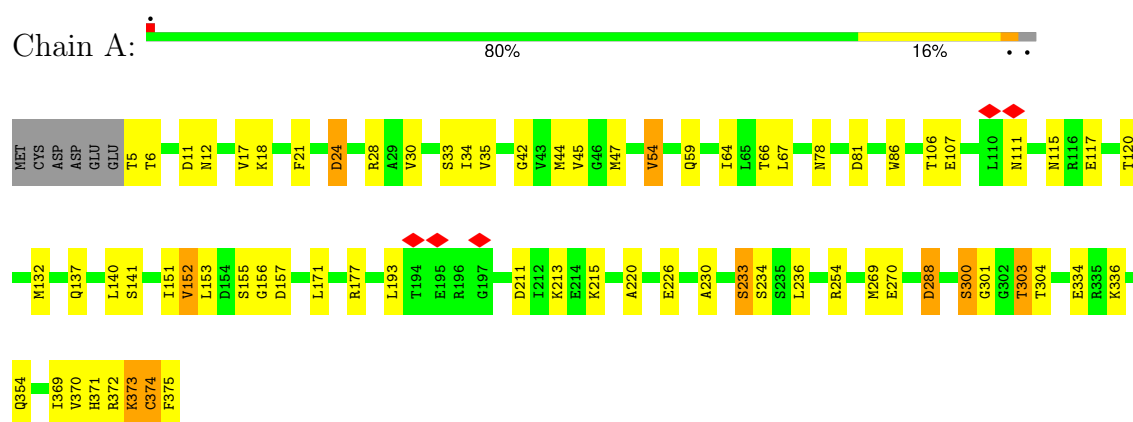 Chain A:
80%
16%
MET CYS ASP ASP GLU GLU T5 T6 D11 N12 V17 K18 F21 D24 R28 A29 V30 S33 I34 V35 G42 V43 M44 V45 G46 M47 V54 Q59 I64 L65 T66 L67 N78 D81 W86 T106 E107 L110 N111 N115 R116 E117 T120
M132 Q137 L140 S141 I151 V152 L153 D154 S155 G156 D157 L171 R177 L193 T194 E195 R196 G197 D211 I212 K213 E214 K215 A220 E226 A230 S233 S234 S235 L236 R254 M269 E270 D288 S300 G301 G302 T303 T304 E334 R335 K336
Q354 I369 V370 H371 R372 K373 C374 F375